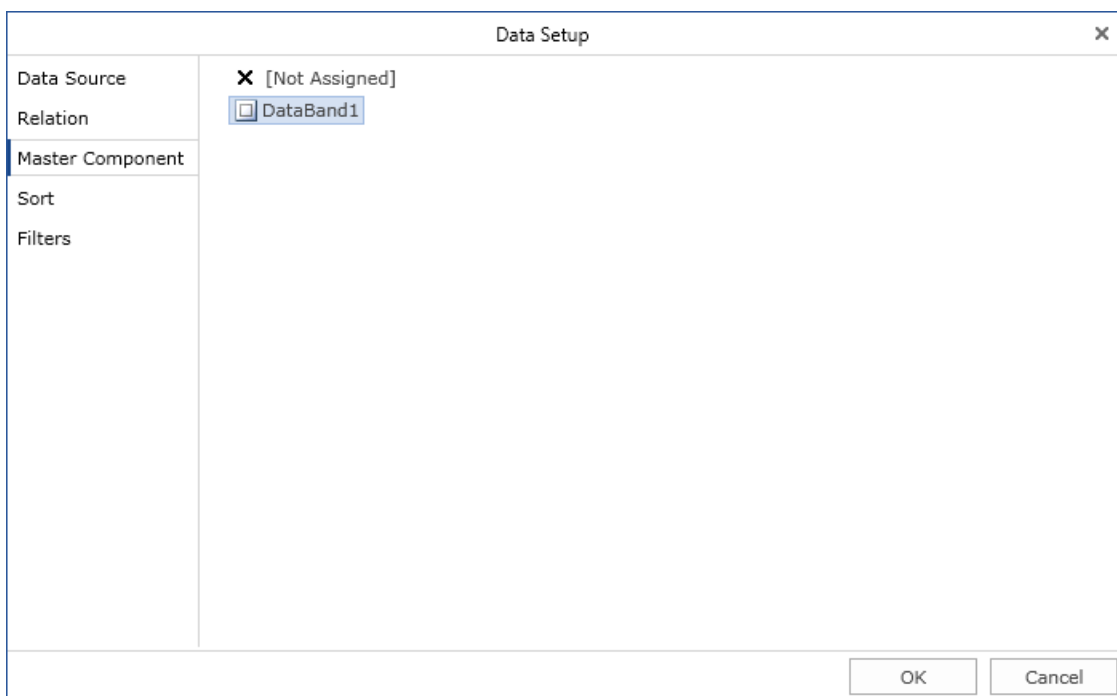 Data Setup
Data Source
Relation
Master Component
Sort
Filters
[Not Assigned]
DataBand1
OK
Cancel